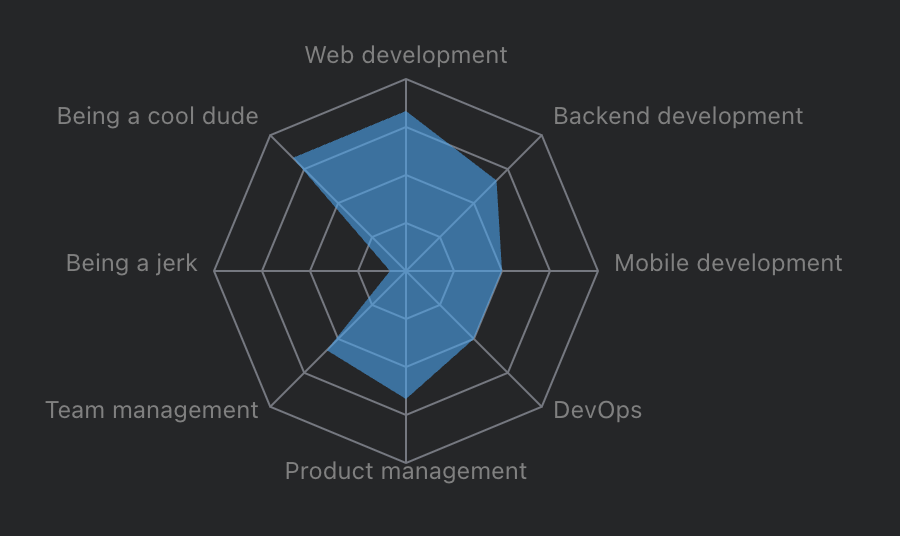 Web development
Being a cool dude
Backend development
Being a jerk
Mobile development
Team management
DevOps
Product management